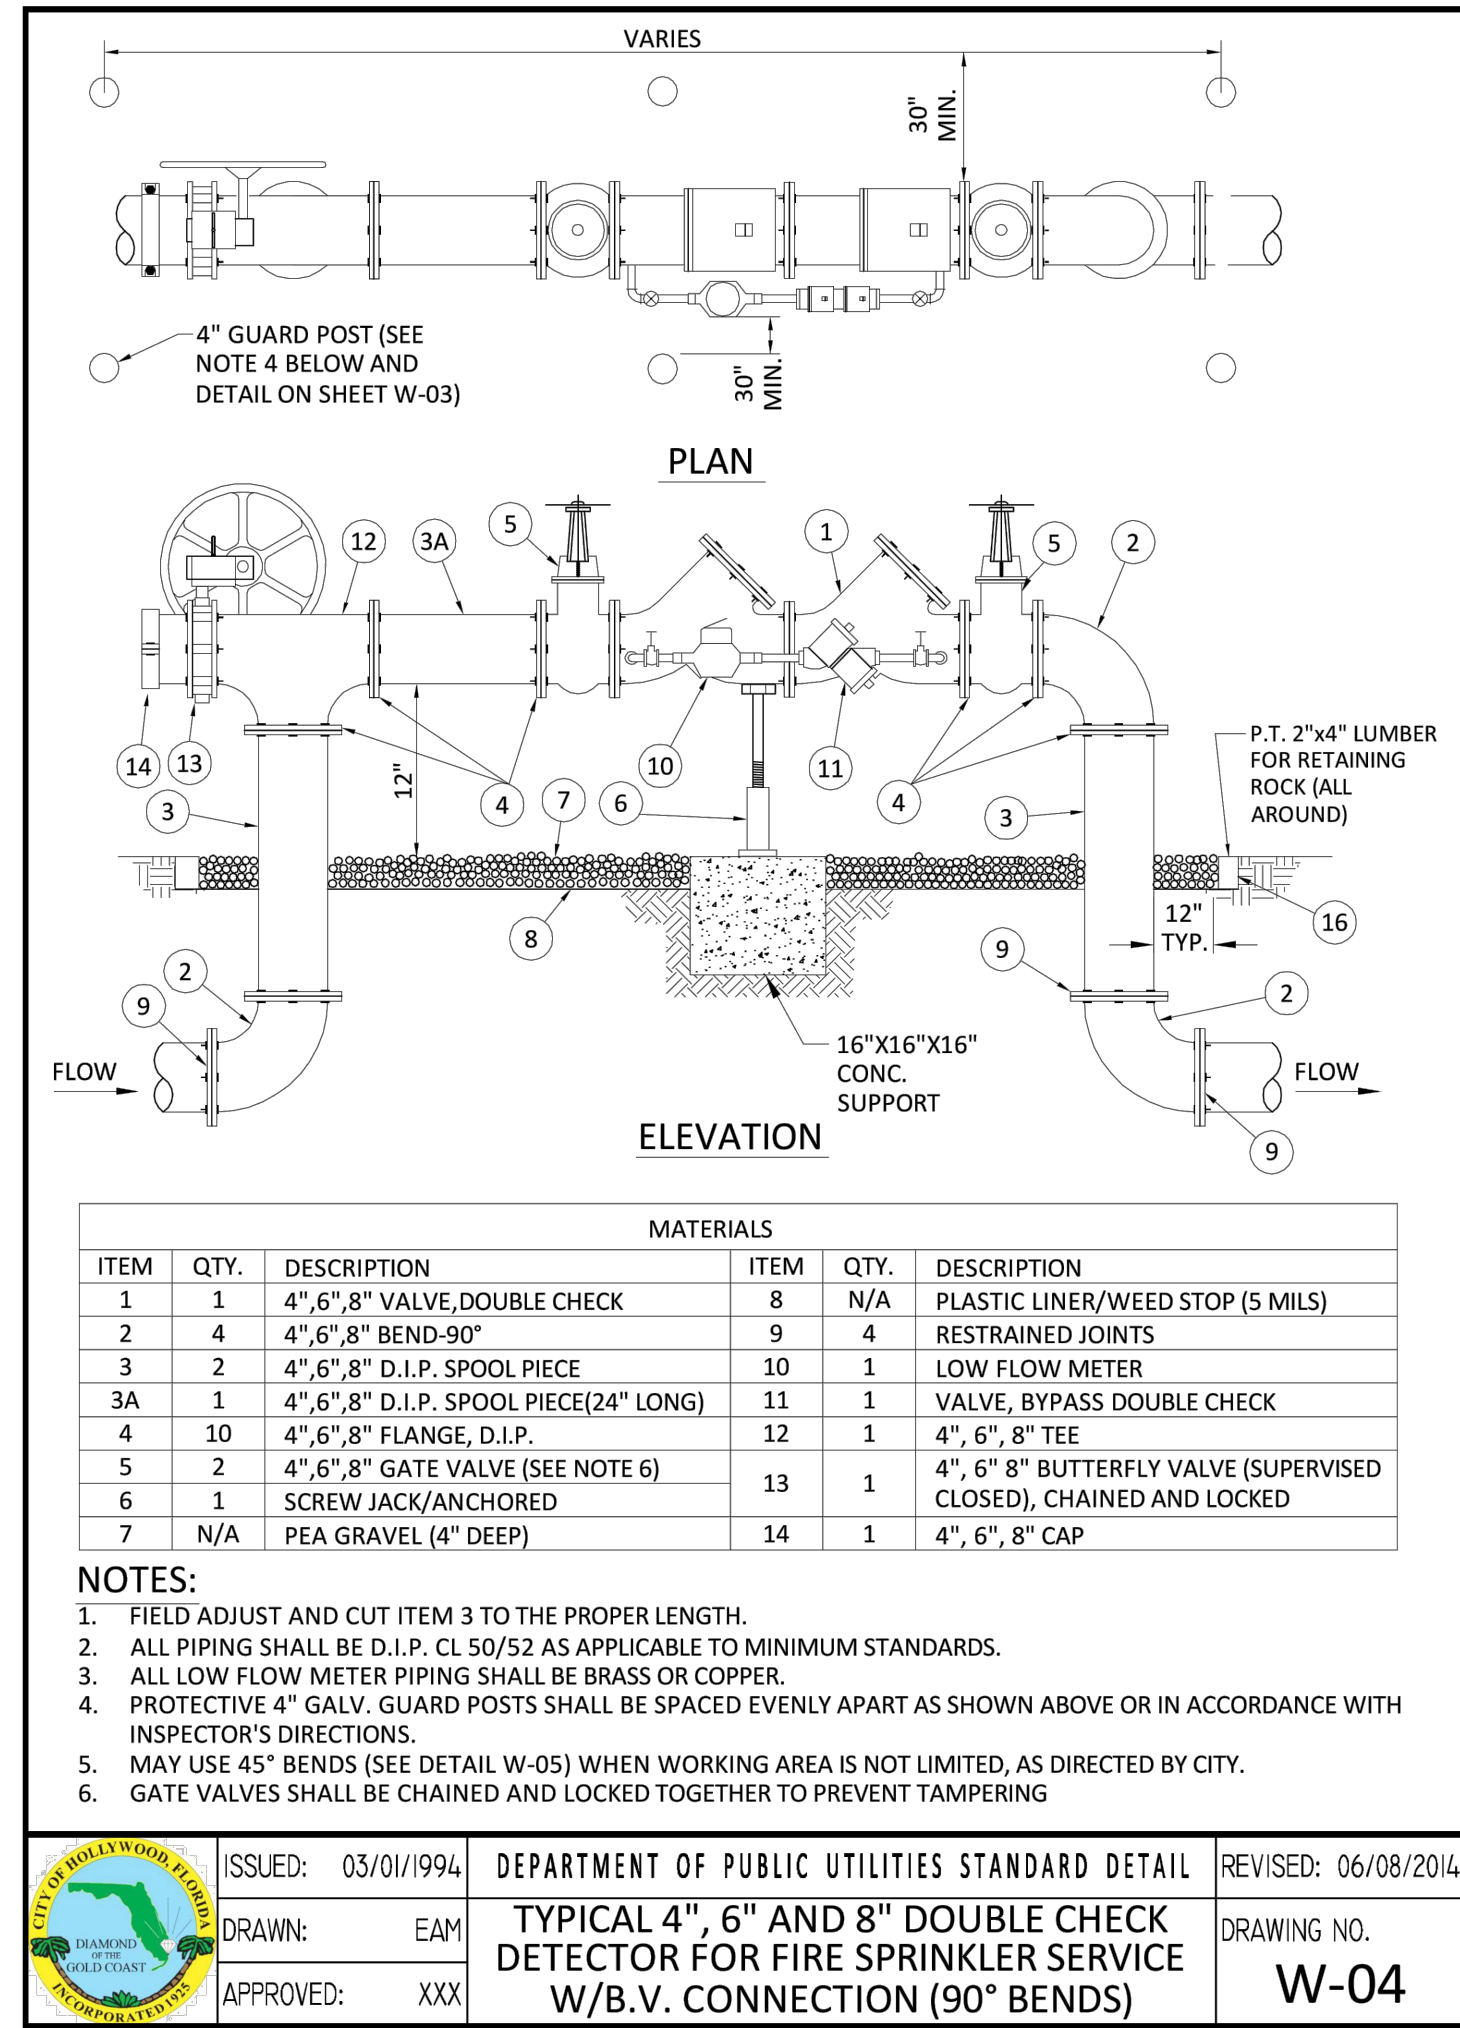 VARIES
30"
MIN.
4" GUARD POST (SEE
NOTE 4 BELOW AND
DETAIL ON SHEET W-03)
30"
MIN.
PLAN
5
1
5
2
12
3A
14
13
10
11
12"
4
7
6
4
3
3
P.T. 2"x4" LUMBER
FOR RETAINING
ROCK (ALL
AROUND)
12"
TYP.
16
8
9
2
2
9
16"X16"X16"
CONC.
SUPPORT
FLOW
FLOW
9
ELEVATION
MATERIALS
ITEM QTY. DESCRIPTION ITEM QTY. DESCRIPTION
1 1 4",6",8" VALVE,DOUBLE CHECK 8 N/A PLASTIC LINER/WEED STOP (5 MILS)
2 4 4",6",8" BEND-90° 9 4 RESTRAINED JOINTS
3 2 4",6",8" D.I.P. SPOOL PIECE 10 1 LOW FLOW METER
3A 1 4",6",8" D.I.P. SPOOL PIECE(24" LONG) 11 1 VALVE, BYPASS DOUBLE CHECK
4 10 4",6",8" FLANGE, D.I.P. 12 1 4", 6", 8" TEE
5 2 4",6",8" GATE VALVE (SEE NOTE 6) 13 1 4", 6" 8" BUTTERFLY VALVE (SUPERVISED
6 1 SCREW JACK/ANCHORED CLOSED), CHAINED AND LOCKED
7 N/A PEA GRAVEL (4" DEEP) 14 1 4", 6", 8" CAP
NOTES:
1. FIELD ADJUST AND CUT ITEM 3 TO THE PROPER LENGTH.
2. ALL PIPING SHALL BE D.I.P. CL 50/52 AS APPLICABLE TO MINIMUM STANDARDS.
3. ALL LOW FLOW METER PIPING SHALL BE BRASS OR COPPER.
4. PROTECTIVE 4" GALV. GUARD POSTS SHALL BE SPACED EVENLY APART AS SHOWN ABOVE OR IN ACCORDANCE WITH
INSPECTOR'S DIRECTIONS.
5. MAY USE 45° BENDS (SEE DETAIL W-05) WHEN WORKING AREA IS NOT LIMITED, AS DIRECTED BY CITY.
6. GATE VALVES SHALL BE CHAINED AND LOCKED TOGETHER TO PREVENT TAMPERING
CITY OF HOLLYWOOD, FLORIDA
DIAMOND
OF THE
GOLD COAST
INCORPORATED 1925
ISSUED: 03/01/1994
DRAWN: EAM
APPROVED: XXX
DEPARTMENT OF PUBLIC UTILITIES STANDARD DETAIL
TYPICAL 4", 6" AND 8" DOUBLE CHECK
DETECTOR FOR FIRE SPRINKLER SERVICE
W/B.V. CONNECTION (90° BENDS)
REVISED: 06/08/2014
DRAWING NO.
W-04